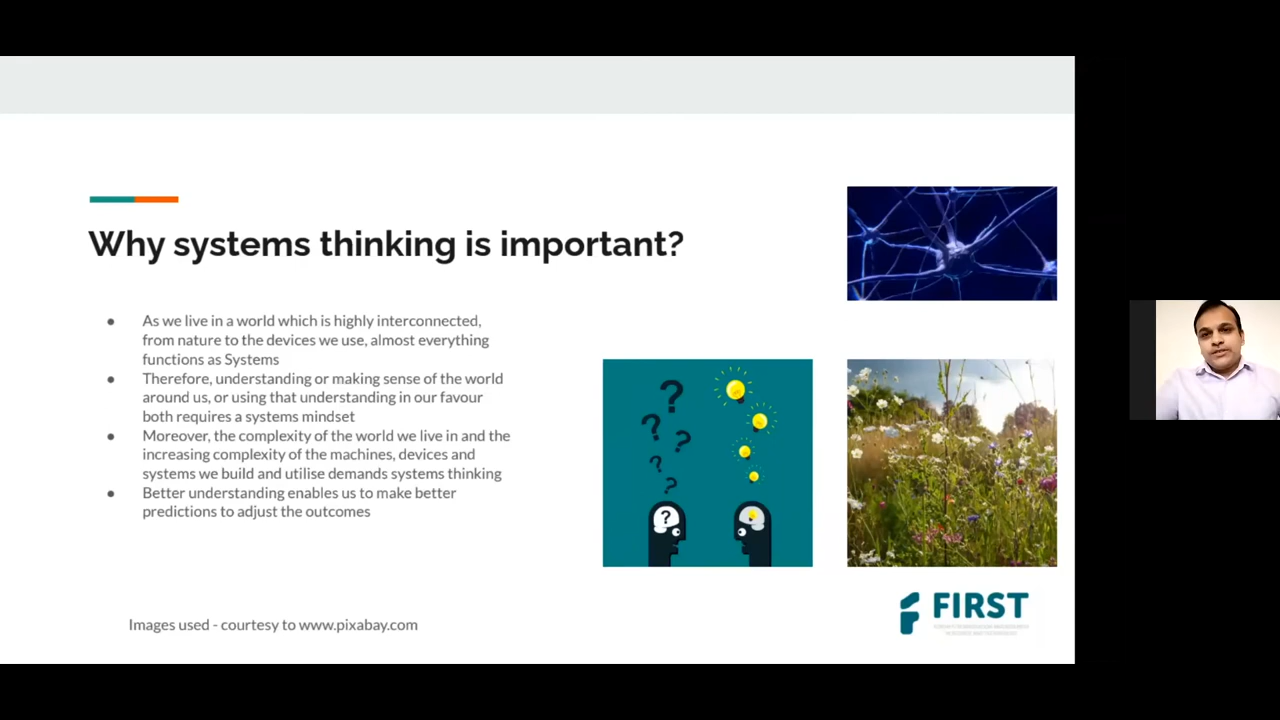 Why systems thinking is important?
● As we live in a world which is highly interconnected,
from nature to the devices we use, almost everything
functions as Systems
● Therefore, understanding or making sense of the world
around us, or using that understanding in our favour
both requires a systems mindset
● Moreover, the complexity of the world we live in and the
increasing complexity of the machines, devices and
systems we build and utilise demands systems thinking
● Better understanding enables us to make better
predictions to adjust the outcomes
? 
?
?
?
?
?
Images used - courtesy to www.pixabay.com
FIRST